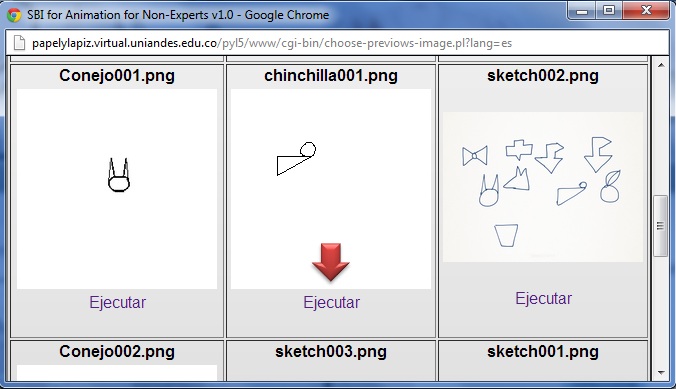 SBI for Animation for Non-Experts v1.0 - Google Chrome
papelylapiz.virtual.uniandes.edu.co/pyl5/www/cgi-bin/choose-previews-image.pl?lang=es
Conejo001.png
chinchilla001.png
sketch002.png
Ejecutar
Ejecutar
Ejecutar
Conejo002.png
sketch003.png
sketch001.png